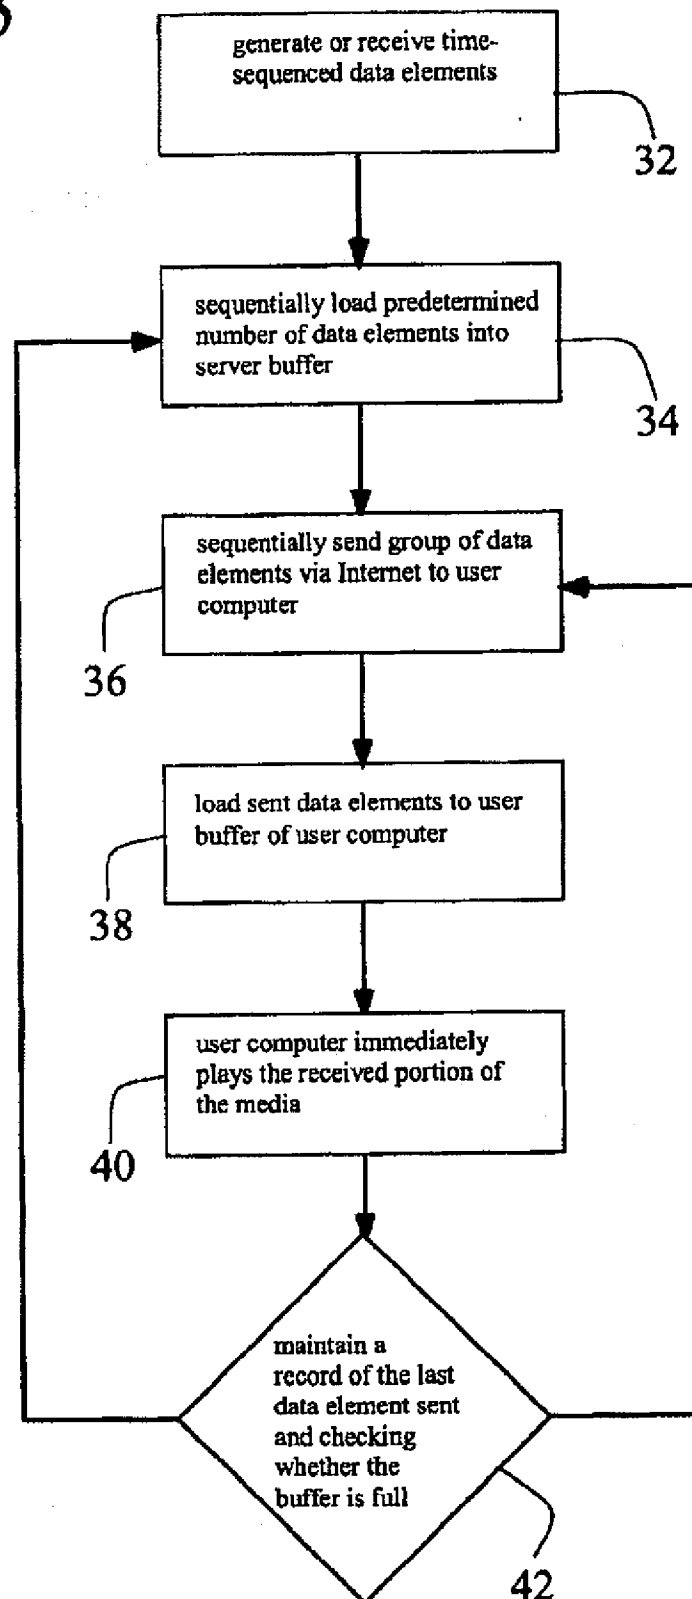 generate or receive time-
sequenced data elements
32
sequentially load predetermined
number of data elements into
server buffer
34
sequentially send group of data
elements via Internet to user
computer
36
load sent data elements to user
buffer of user computer
38
user computer immediately
plays the received portion of
the media
40
maintain a
record of the last
data element sent
and checking
whether the
buffer is full
42